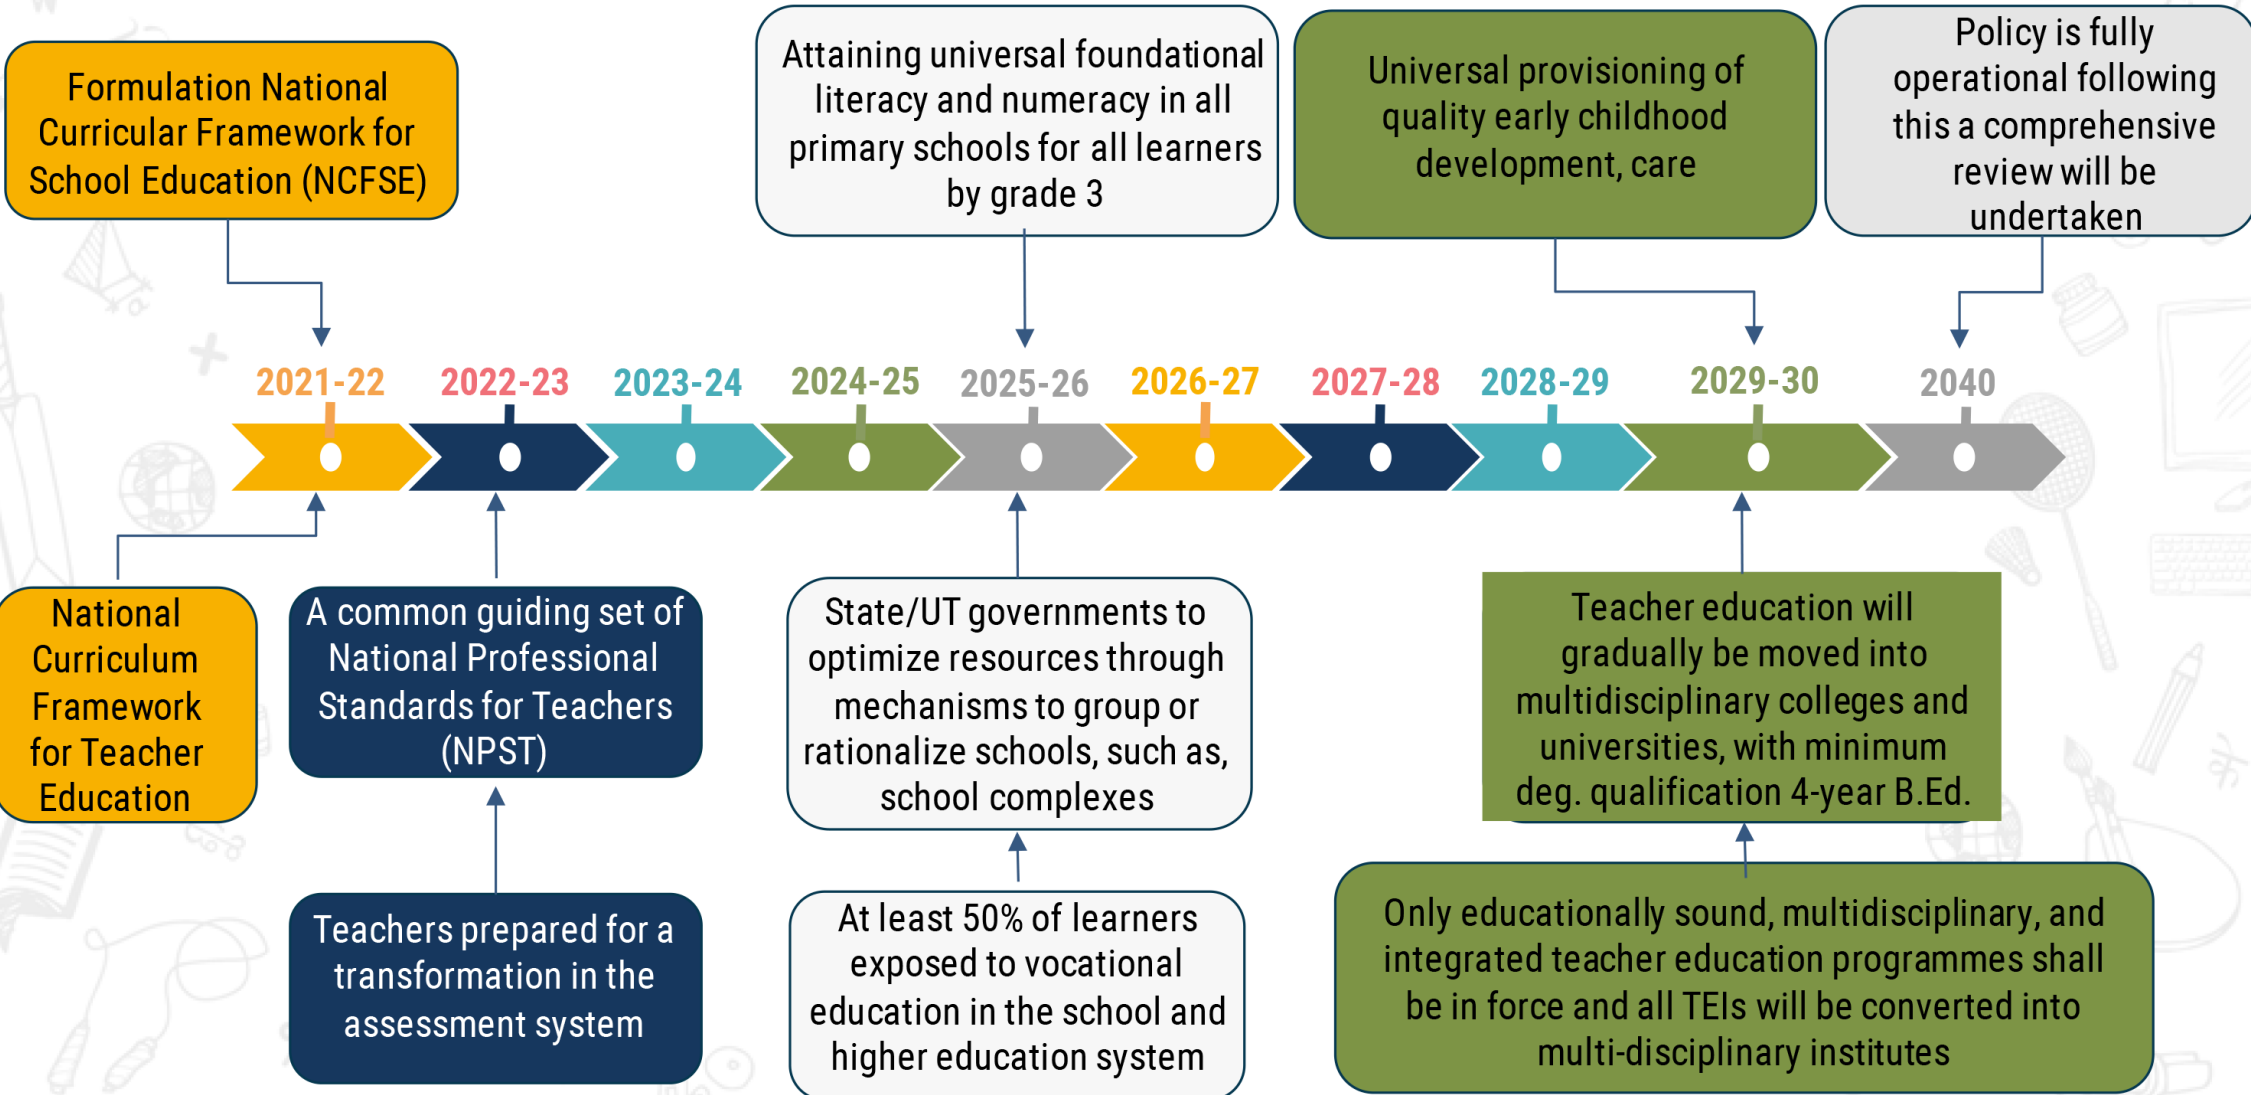 Formulation National
Curricular Framework for
School Education (NCFSE)
Attaining universal foundational
literacy and numeracy in all
primary schools for all learners
by grade 3
Universal provisioning of
quality early childhood
development, care
Policy is fully
operational following
this a comprehensive
review will be
undertaken
2021-22
2022-23
2023-24
2024-25
2025-26
2026-27
2027-28
2028-29
2029-30
2040
National
Curriculum
Framework
for Teacher
Education
A common guiding set of
National Professional
Standards for Teachers
(NPST)
Teachers prepared for a
transformation in the
assessment system
State/UT governments to
optimize resources through
mechanisms to group or
rationalize schools, such as,
school complexes
At least 50% of learners
exposed to vocational
education in the school and
higher education system
Teacher education will
gradually be moved into
multidisciplinary colleges and
universities, with minimum
deg. qualification 4-year B.Ed.
Only educationally sound, multidisciplinary, and
integrated teacher education programmes shall
be in force and all TEIs will be converted into
multi-disciplinary institutes